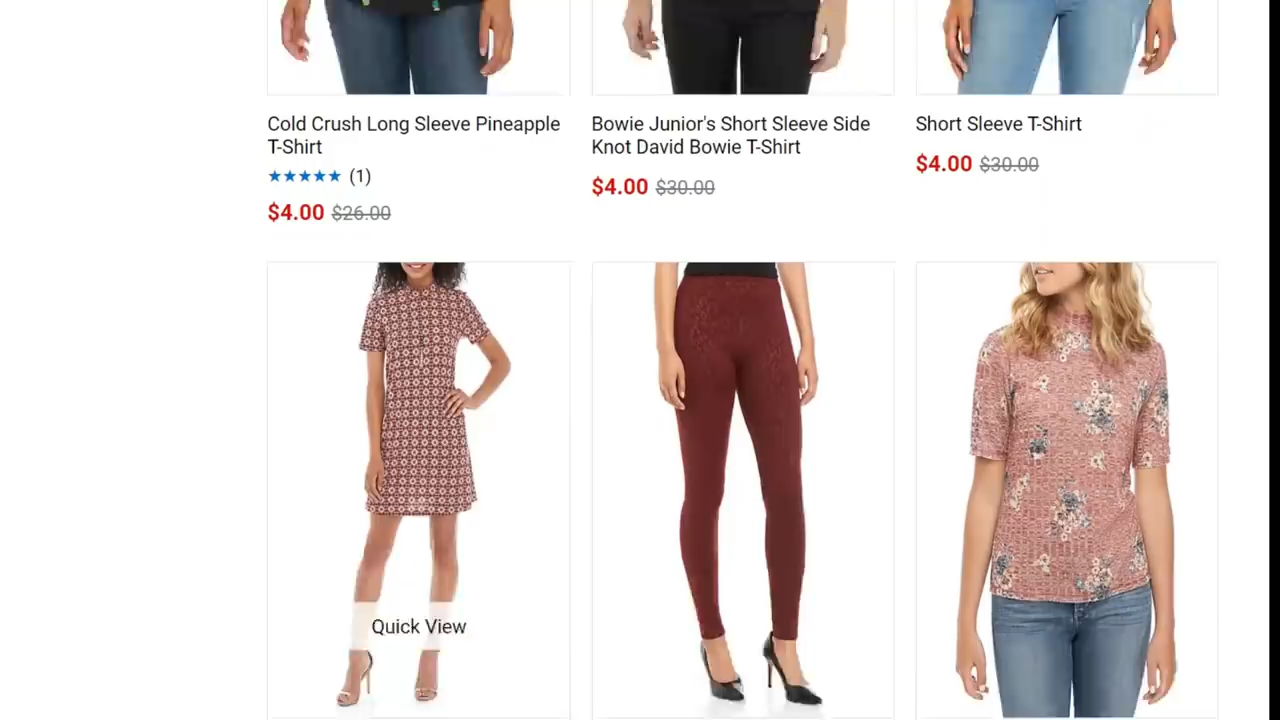 Cold Crush Long Sleeve Pineapple
T-Shirt
(1)
$4.00 $26.00
Bowie Junior's Short Sleeve Side
Knot David Bowie T-Shirt
$4.00 $30.00
Short Sleeve T-Shirt
$4.00 $30.00
Quick View